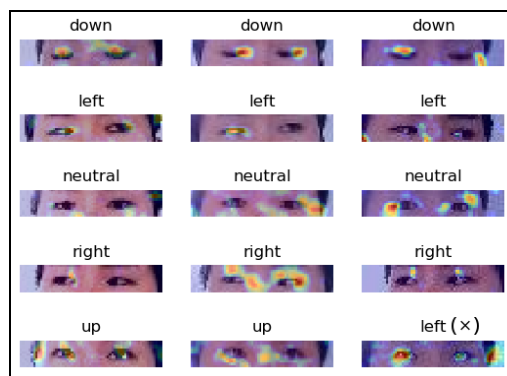 down down down
left left left
neutral neutral neutral
right right right
up up left (×)